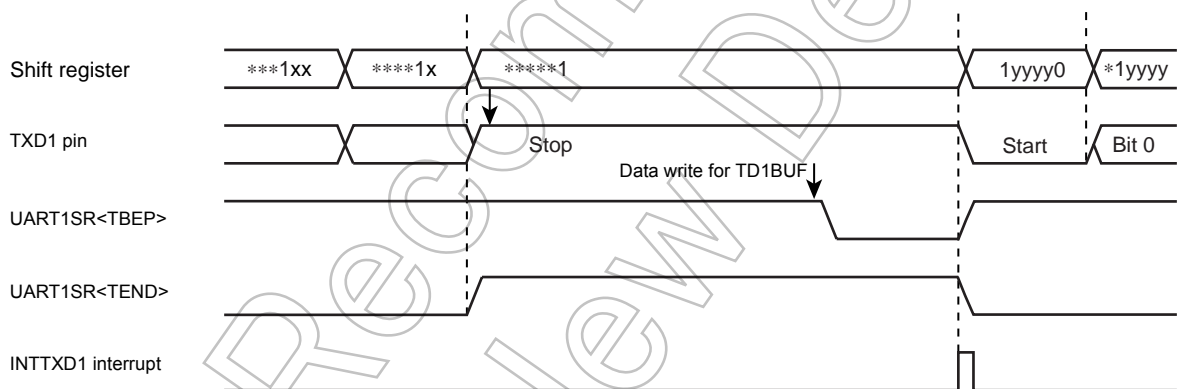 Shift register ***1xx ****1x *****1 1yyyy0 *1yyyy
TXD1 pin Stop Start Bit 0
Data write for TD1BUF
UART1SR<TBEP>
UART1SR<TEND>
INTTXD1 interrupt